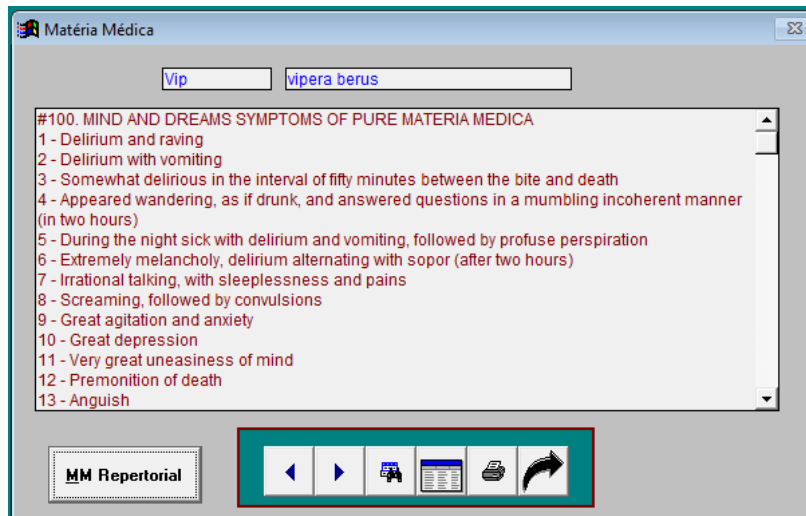 Matéria Médica
Vip vipera berus
#100. MIND AND DREAMS SYMPTOMS OF PURE MATERIA MEDICA
1 - Delirium and raving
2 - Delirium with vomiting
3 - Somewhat delirious in the interval of fifty minutes between the bite and death
4 - Appeared wandering, as if drunk, and answered questions in a mumbling incoherent manner
(in two hours)
5 - During the night sick with delirium and vomiting, followed by profuse perspiration
6 - Extremely melancholy, delirium alternating with sopor (after two hours)
7 - Irrational talking, with sleeplessness and pains
8 - Screaming, followed by convulsions
9 - Great agitation and anxiety
10 - Great depression
11 - Very great uneasiness of mind
12 - Premonition of death
13 - Anguish
MM Repertorial